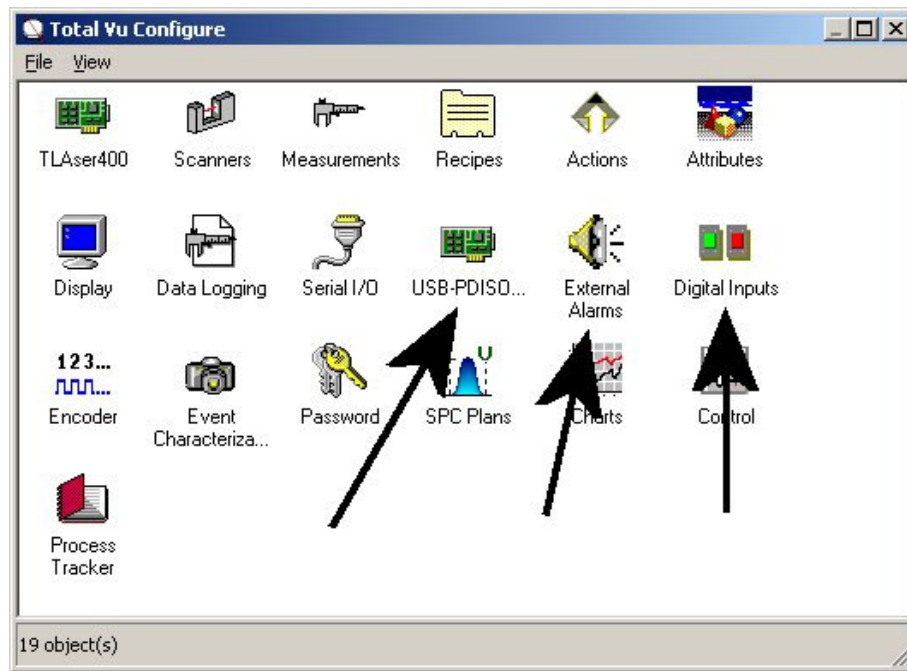 Total Vu Configure
File View
TLAser400 Scanners Measurements Recipes Actions Attributes
Display Data Logging Serial I/O USB-PDISO... External Digital Inputs
Alarms
123...
Encoder Event Password SPC Plans Charts Control
Characteriza...
Process
Tracker
19 object(s)